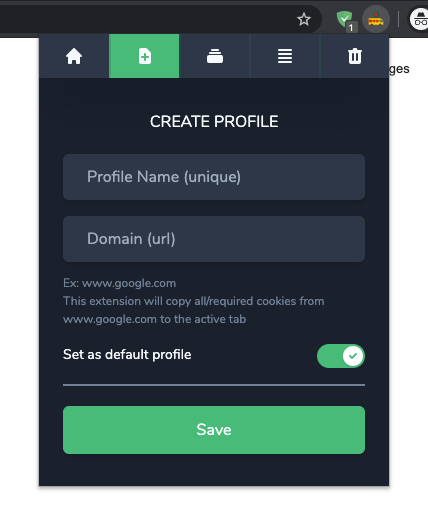 1
ges
CREATE PROFILE
Profile Name (unique)
Domain (url)
Ex: www.google.com
This extension will copy all/required cookies from
www.google.com to the active tab
Set as default profile
Save